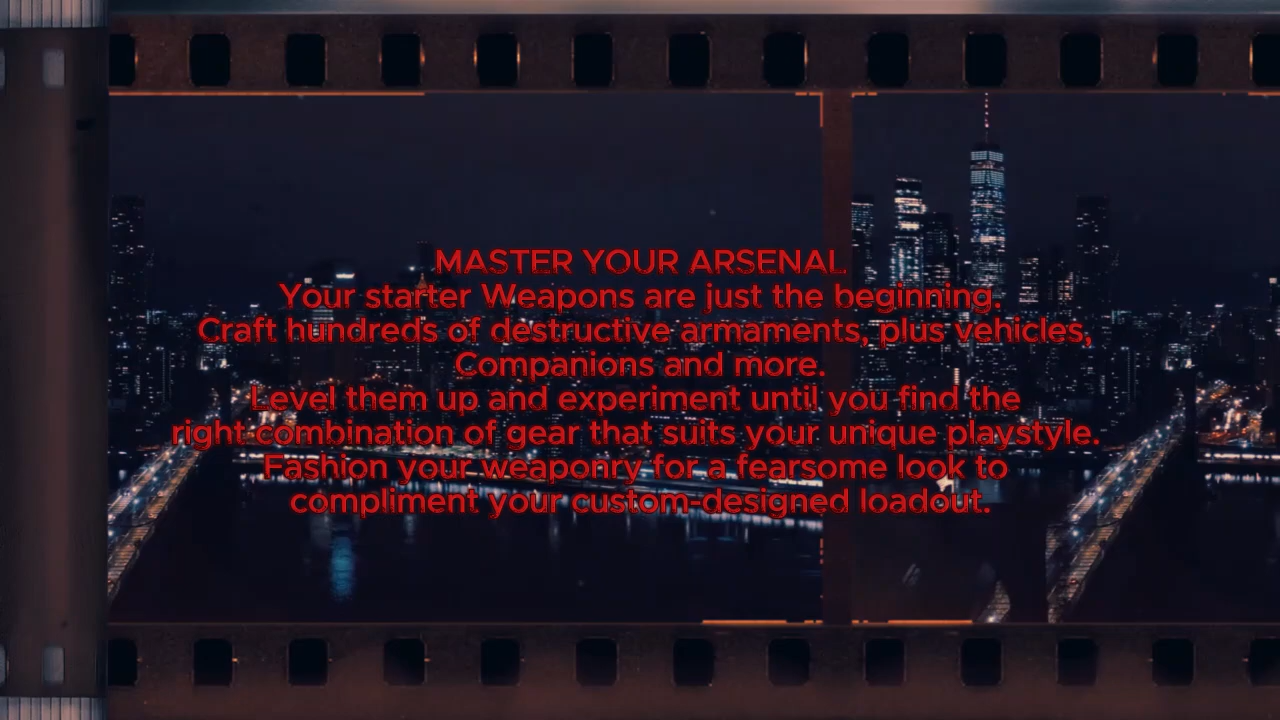 MASTER YOUR ARSENAL
Your starter Weapons are just the beginning.
Craft hundreds of destructive armaments, plus vehicles,
Companions and more.
Level them up and experiment until you find the
right combination of gear that suits your unique playstyle.
Fashion your weaponry for a fearsome look to
compliment your custom-designed loadout.